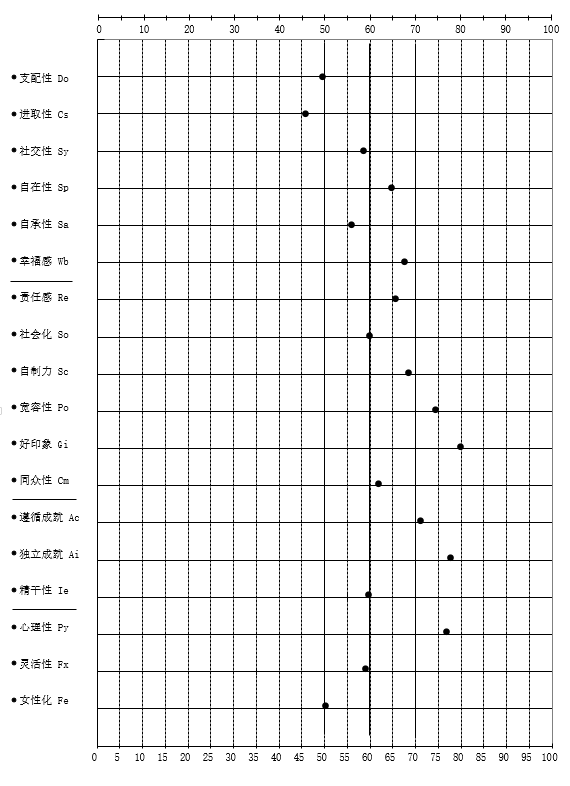 0 10 20 30 40 50 60 70 80 90 100
● 支配性 Do
● 进取性 Cs
● 社交性 Sy
● 自在性 Sp
● 自承性 Sa
● 幸福感 Wb
● 责任感 Re
● 社会化 So
● 自制力 Sc
● 宽容性 Po
● 好印象 Gi
● 同众性 Cm
● 遵循成就 Ac
● 独立成就 Ai
● 精干性 Ie
● 心理性 Py
● 灵活性 Fx
● 女性化 Fe
0 5 10 15 20 25 30 35 40 45 50 55 60 65 70 75 80 85 90 95 100